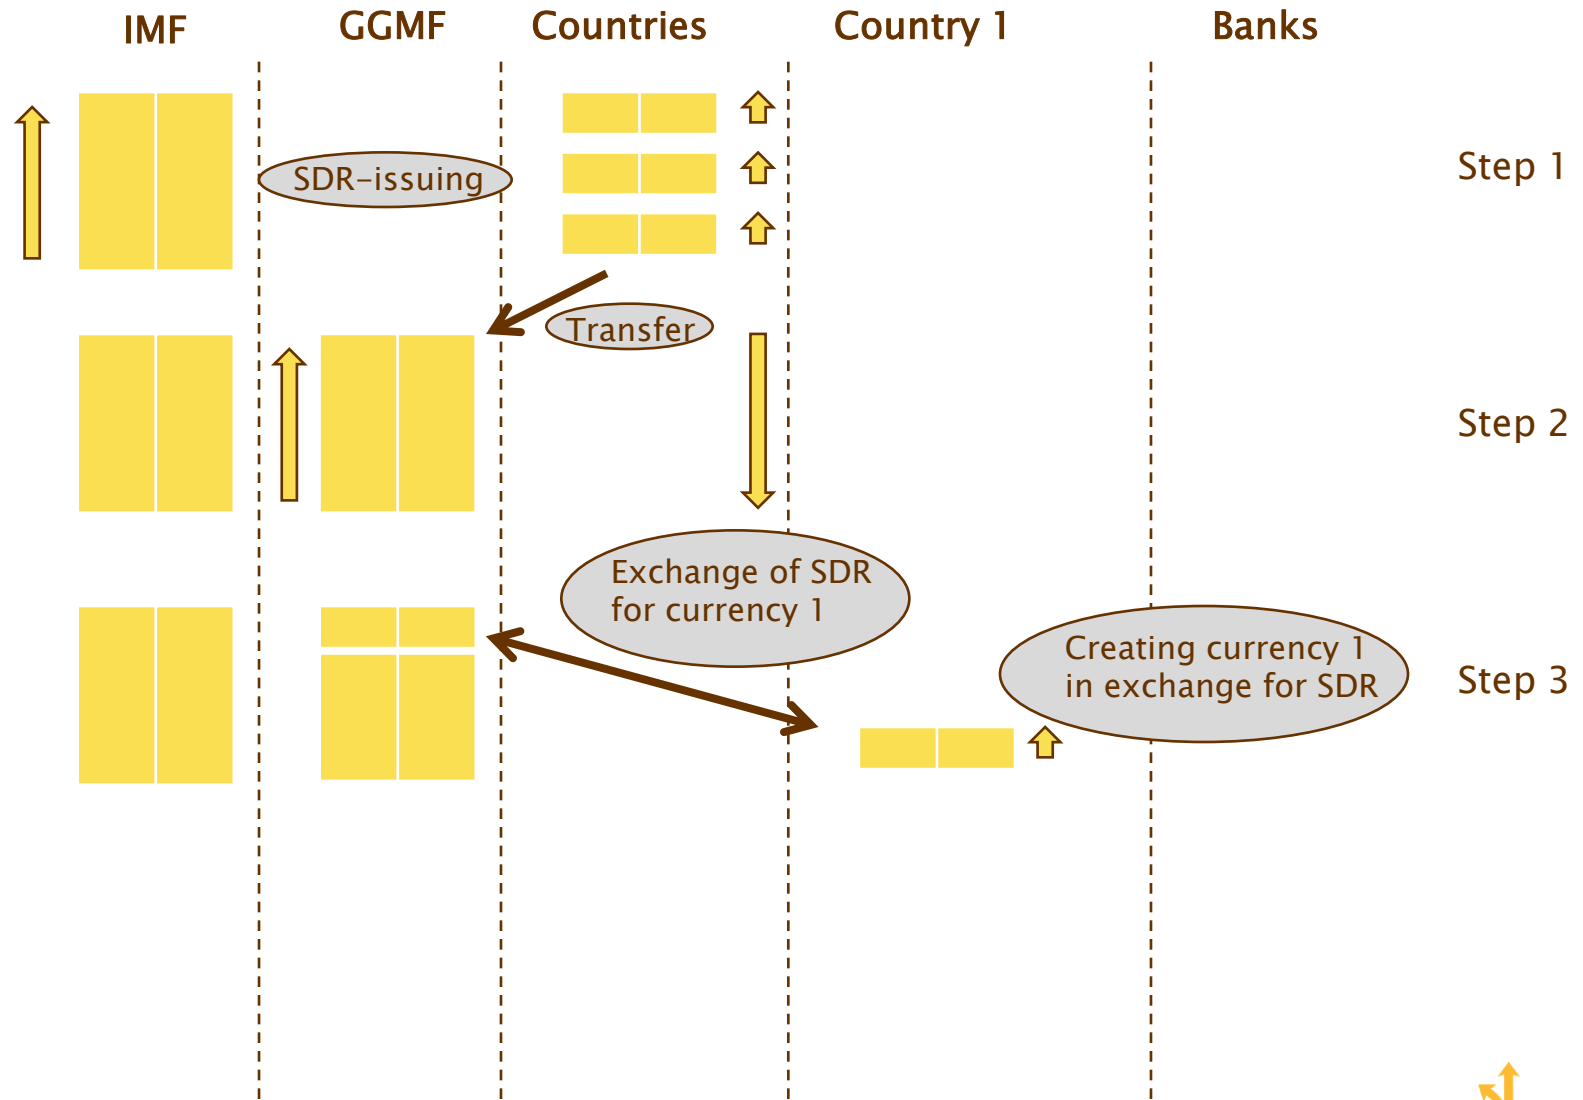 IMF
GGMF
Countries
Country 1
Banks
SDR-issuing
Step 1
Transfer
Step 2
Exchange of SDR
for currency 1
Creating currency 1
in exchange for SDR
Step 3